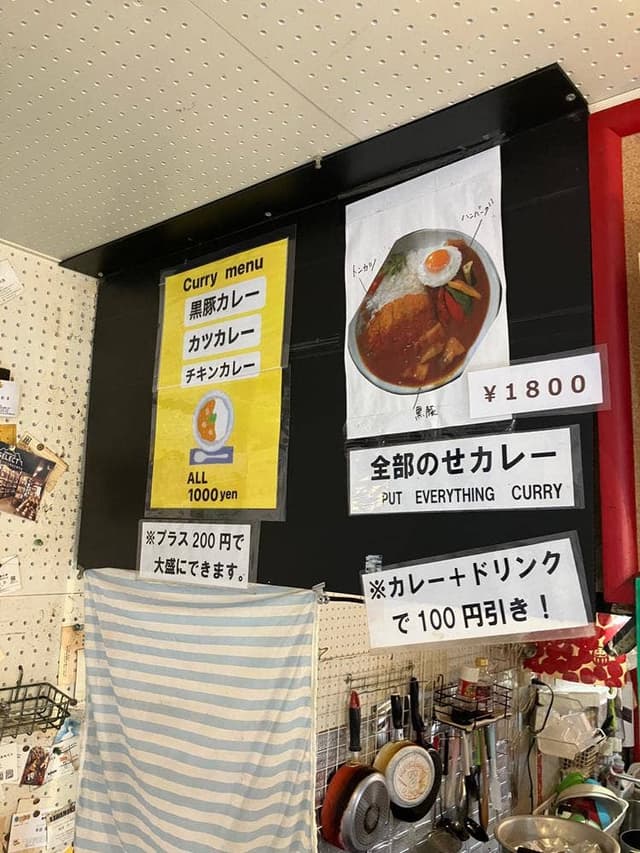 Curry menu
黒豚カレー
カツカレー
チキンカレー
ALL
1000yen
※プラス200円で
大盛にできます。
ハンバーグ
トンカツ
黒豚
¥1800
全部のせカレー
PUT EVERYTHING CURRY
※カレー＋ドリンク
で100円引き！